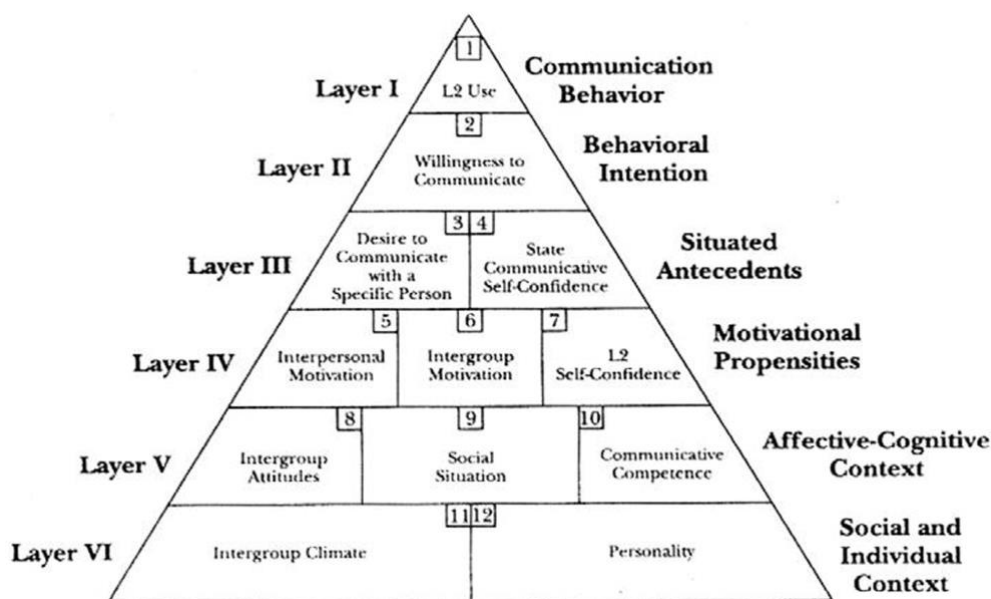 1
Layer I
L2 Use
Communication
Behavior
2
Layer II
Willingness to
Communicate
Behavioral
Intention
3 4
Layer III
Desire to
Communicate
with a
Specific Person
State
Communicative
Self-Confidence
Situated
Antecedents
5 6 7
Layer IV
Interpersonal
Motivation
Intergroup
Motivation
L2
Self-Confidence
Motivational
Propensities
8 9 10
Layer V
Intergroup
Attitudes
Social
Situation
Communicative
Competence
Affective-Cognitive
Context
11 12
Layer VI
Intergroup Climate
Personality
Social and
Individual
Context